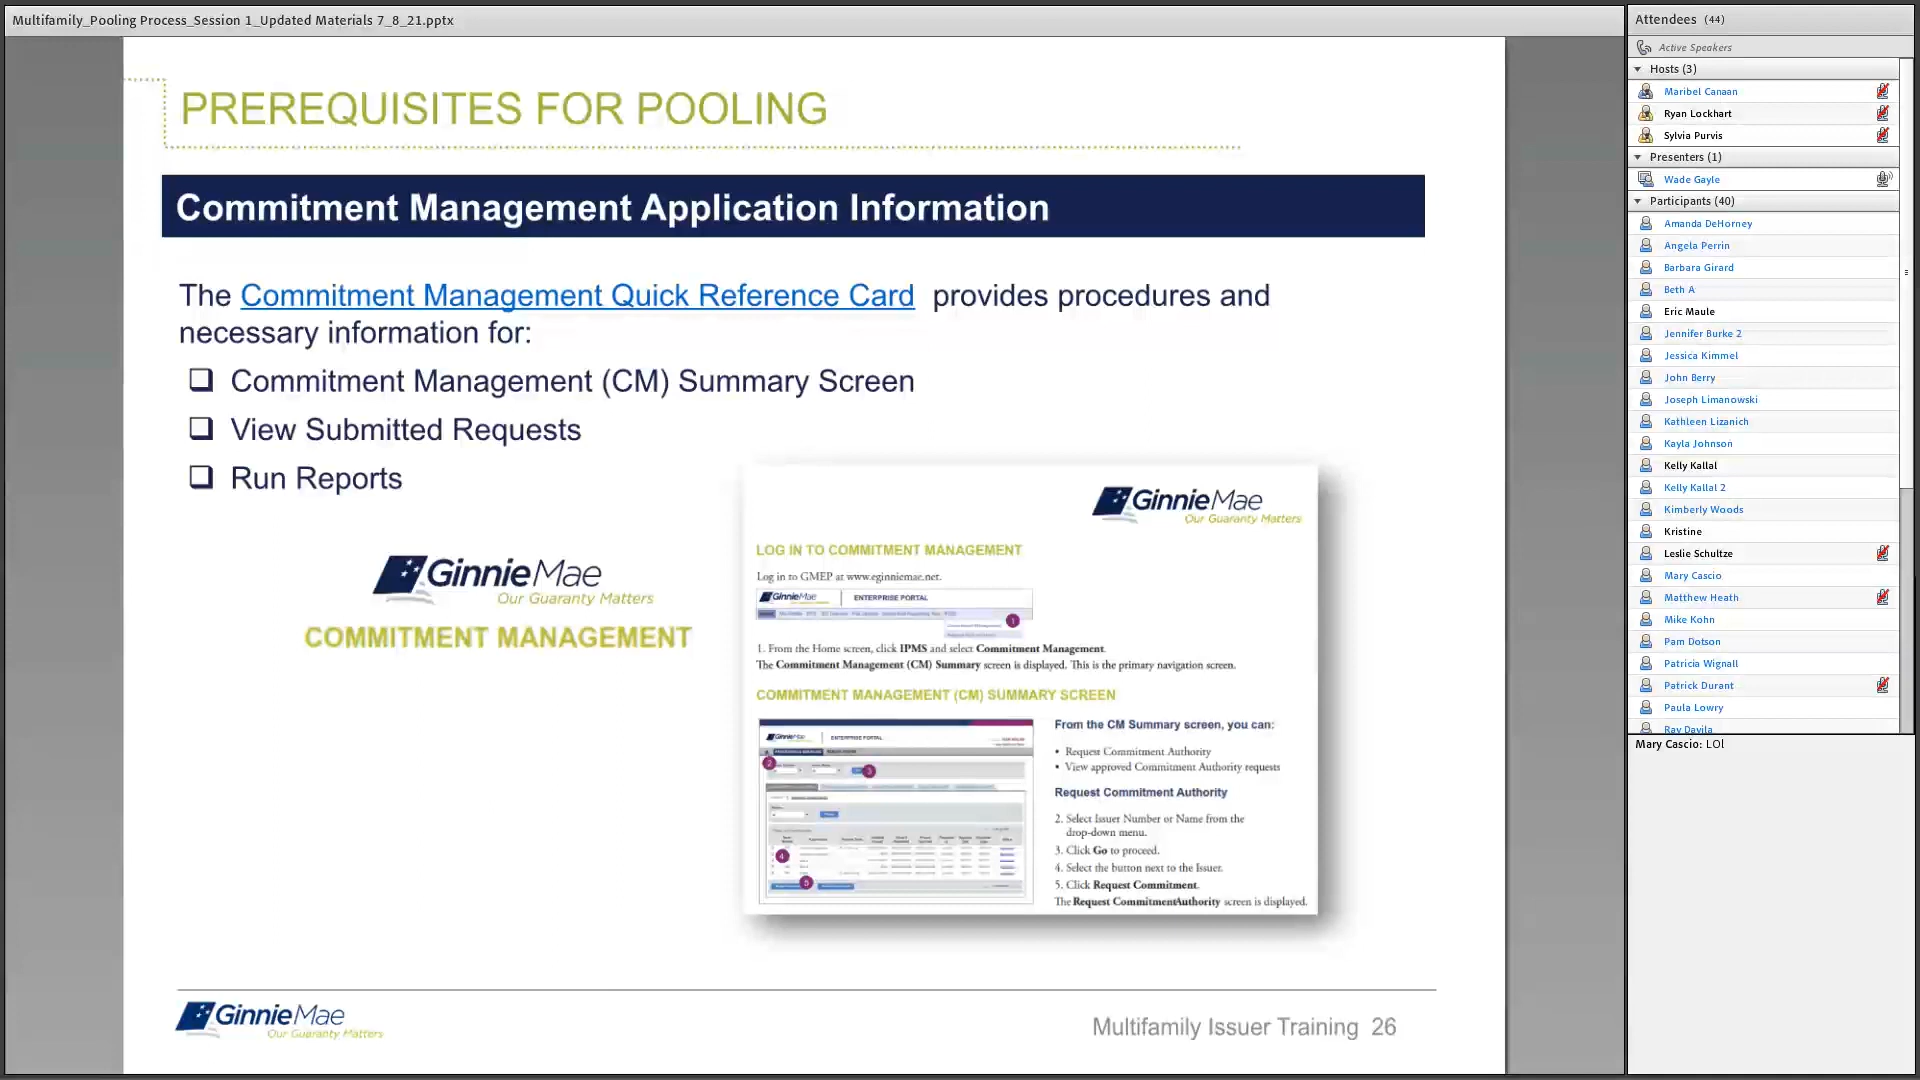 Multifamily_Pooling Process_Session 1_Updated Materials 7_8_21.pptx
PREREQUISITES FOR POOLING
Commitment Management Application Information
The Commitment Management Quick Reference Card provides procedures and
necessary information for:
Commitment Management (CM) Summary Screen
View Submitted Requests
Run Reports
GinnieMae
Our Guaranty Matters
COMMITMENT MANAGEMENT
GinnieMae
Our Guaranty Matters
LOG IN TO COMMITMENT MANAGEMENT
Log in to GMEP at www.eginniemae.net.
GinnieMae
ENTERPRISE PORTAL
1
1. From the Home screen, click IPMS and select Commitment Management.
The Commitment Management (CM) Summary screen is displayed. This is the primary navigation screen.
COMMITMENT MANAGEMENT (CM) SUMMARY SCREEN
GinnieMae
ENTERPRISE PORTAL
2
3
4
5
From the CM Summary screen, you can:
• Request Commitment Authority
• View approved Commitment Authority requests
Request Commitment Authority
2. Select Issuer Number or Name from the
drop-down menu.
3. Click Go to proceed.
4. Select the button next to the Issuer.
5. Click Request Commitment.
The Request CommitmentAuthority screen is displayed.
GinnieMae
Our Guaranty Matters
Multifamily Issuer Training 26
Attendees (44)
Active Speakers
Hosts (3)
Maribel Canaan
Ryan Lockhart
Sylvia Purvis
Presenters (1)
Wade Gayle
Participants (40)
Amanda DeHorney
Angela Perrin
Barbara Girard
Beth A
Eric Maule
Jennifer Burke 2
Jessica Kimmel
John Berry
Joseph Limanowski
Kathleen Lizanich
Kayla Johnson
Kelly Kallal
Kelly Kallal 2
Kimberly Woods
Kristine
Leslie Schultze
Mary Cascio
Matthew Heath
Mike Kohn
Pam Dotson
Patricia Wignall
Patrick Durant
Paula Lowry
Ray Davila
Mary Cascio: LOl